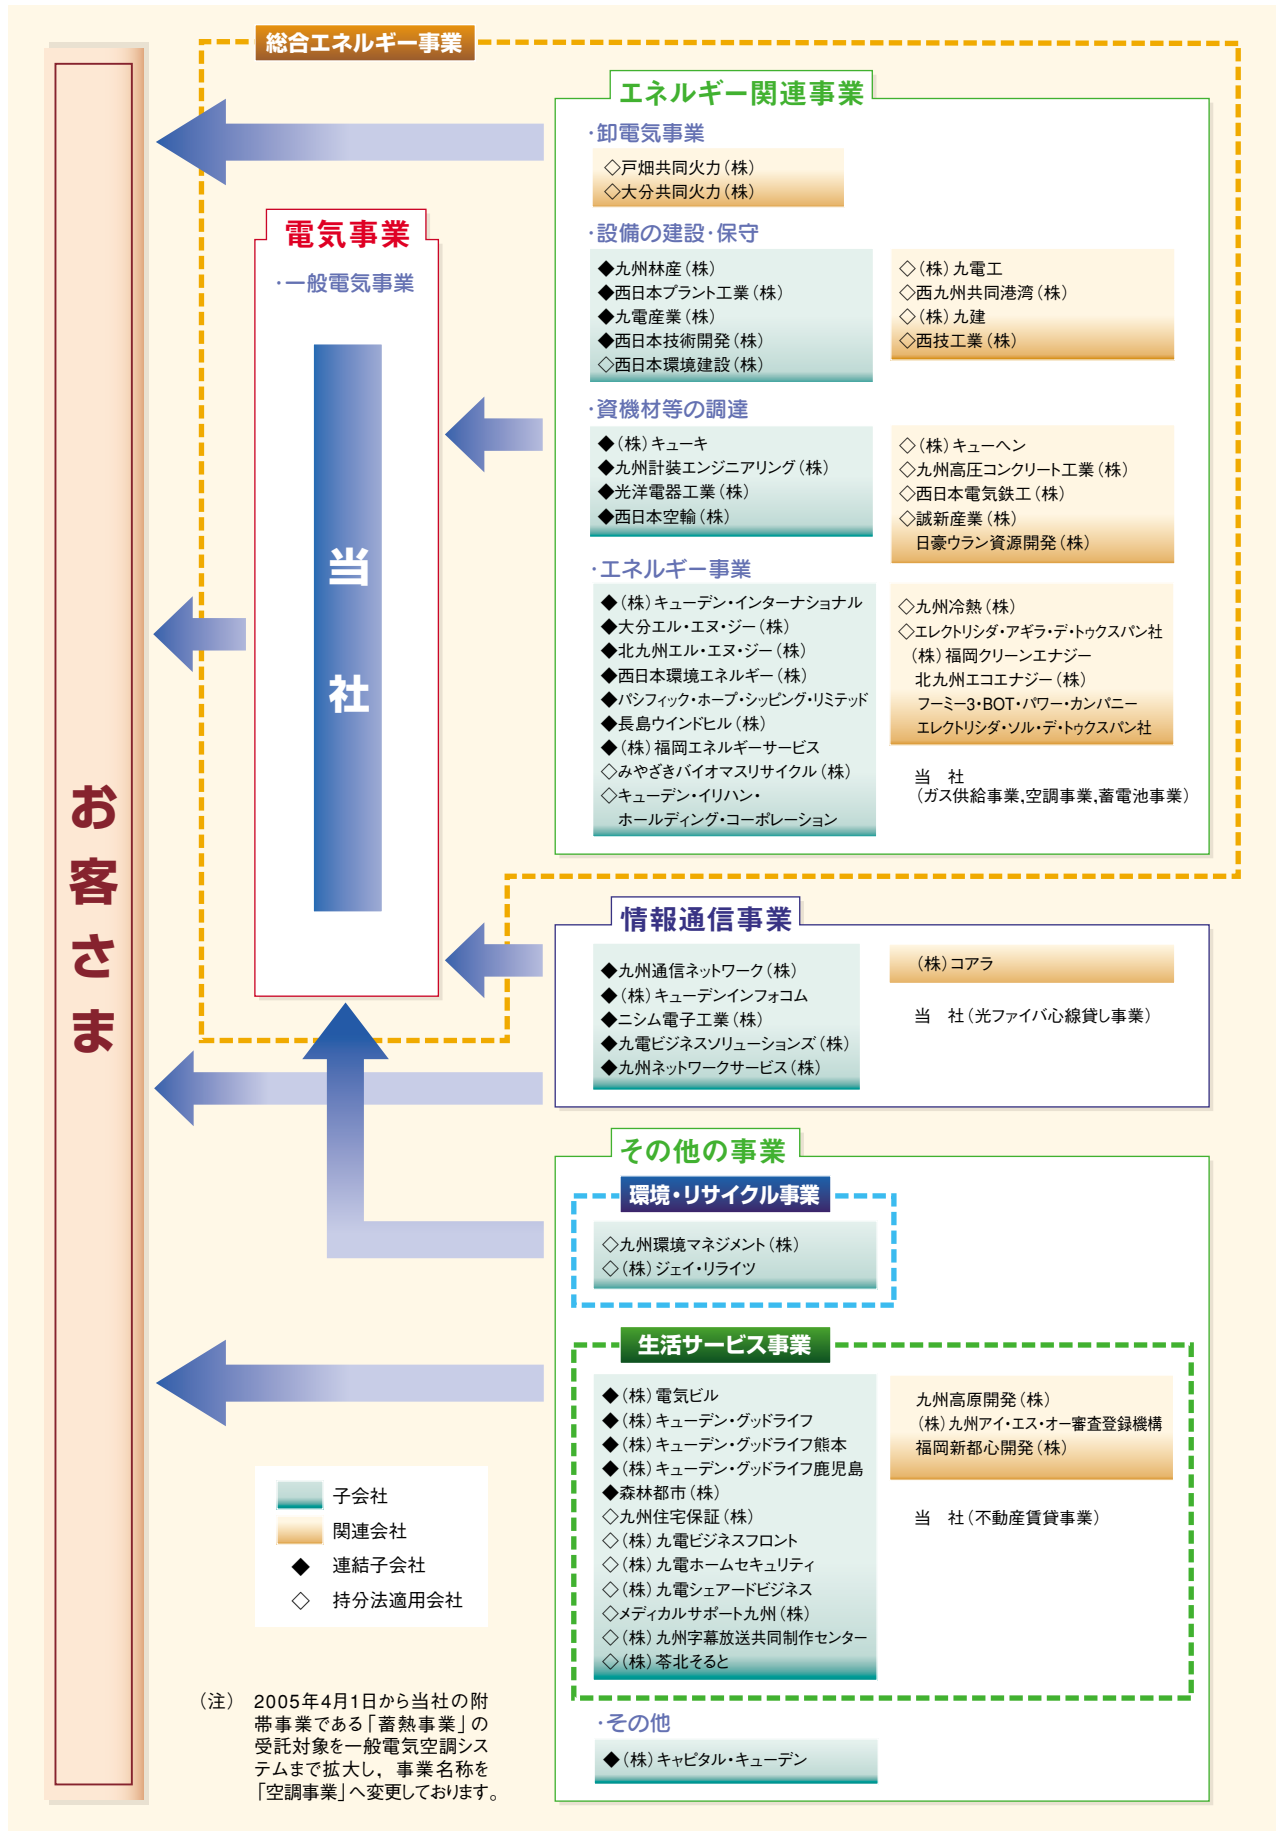 総合エネルギー事業
エネルギー関連事業
・卸電気事業
◇戸畑共同火力(株)
◇大分共同火力(株)
・設備の建設・保守
◆九州林産(株)
◆西日本プラント工業(株)
◆九電産業(株)
◆西日本技術開発(株)
◇西日本環境建設(株)
◇(株)九電工
◇西九州共同港湾(株)
◇(株)九建
◇西技工業(株)
・資機材等の調達
◆(株)キューキ
◆九州計装エンジニアリング(株)
◆光洋電器工業(株)
◆西日本空輸(株)
◇(株)キューヘン
◇九州高圧コンクリート工業(株)
◇西日本電気鉄工(株)
◇誠新産業(株)
日豪ウラン資源開発(株)
・エネルギー事業
◆(株)キューデン・インターナショナル
◆大分エル・エヌ・ジー(株)
◆北九州エル・エヌ・ジー(株)
◆西日本環境エネルギー(株)
◆パシフィック・ホープ・シッピング・リミテッド
◆長島ウインドヒル(株)
◆(株)福岡エネルギーサービス
◇みやざきバイオマスリサイクル(株)
◇キューデン・イリハン・
ホールディング・コーポレーション
◇九州冷熱(株)
◇エレクトリシダ・アギラ・デ・トゥクスパン社
(株)福岡クリーンエナジー
北九州エコエナジー(株)
フーミー3・BOT・パワー・カンパニー
エレクトリシダ・ソル・デ・トゥクスパン社
当 社
(ガス供給事業,空調事業,蓄電池事業)
電気事業
・一般電気事業
当社
お客さま
情報通信事業
◆九州通信ネットワーク(株)
◆(株)キューデンインフォコム
◆ニシム電子工業(株)
◆九電ビジネスソリューションズ(株)
◆九州ネットワークサービス(株)
(株)コアラ
当 社(光ファイバ心線貸し事業)
その他の事業
環境・リサイクル事業
◇九州環境マネジメント(株)
◇(株)ジェイ・リライツ
生活サービス事業
◆(株)電気ビル
◆(株)キューデン・グッドライフ
◆(株)キューデン・グッドライフ熊本
◆(株)キューデン・グッドライフ鹿児島
◆森林都市(株)
◇九州住宅保証(株)
◇(株)九電ビジネスフロント
◇(株)九電ホームセキュリティ
◇(株)九電シェアードビジネス
◇メディカルサポート九州(株)
◇(株)九州字幕放送共同制作センター
◇(株)苓北そると
九州高原開発(株)
(株)九州アイ・エス・オー審査登録機構
福岡新都心開発(株)
当 社(不動産賃貸事業)
・その他
◆(株)キャピタル・キューデン
子会社
関連会社
◆ 連結子会社
◇ 持分法適用会社
(注) 2005年4月1日から当社の附
帯事業である「蓄熱事業」の
受託対象を一般電気空調シス
テムまで拡大し，事業名称を
「空調事業」へ変更しております。